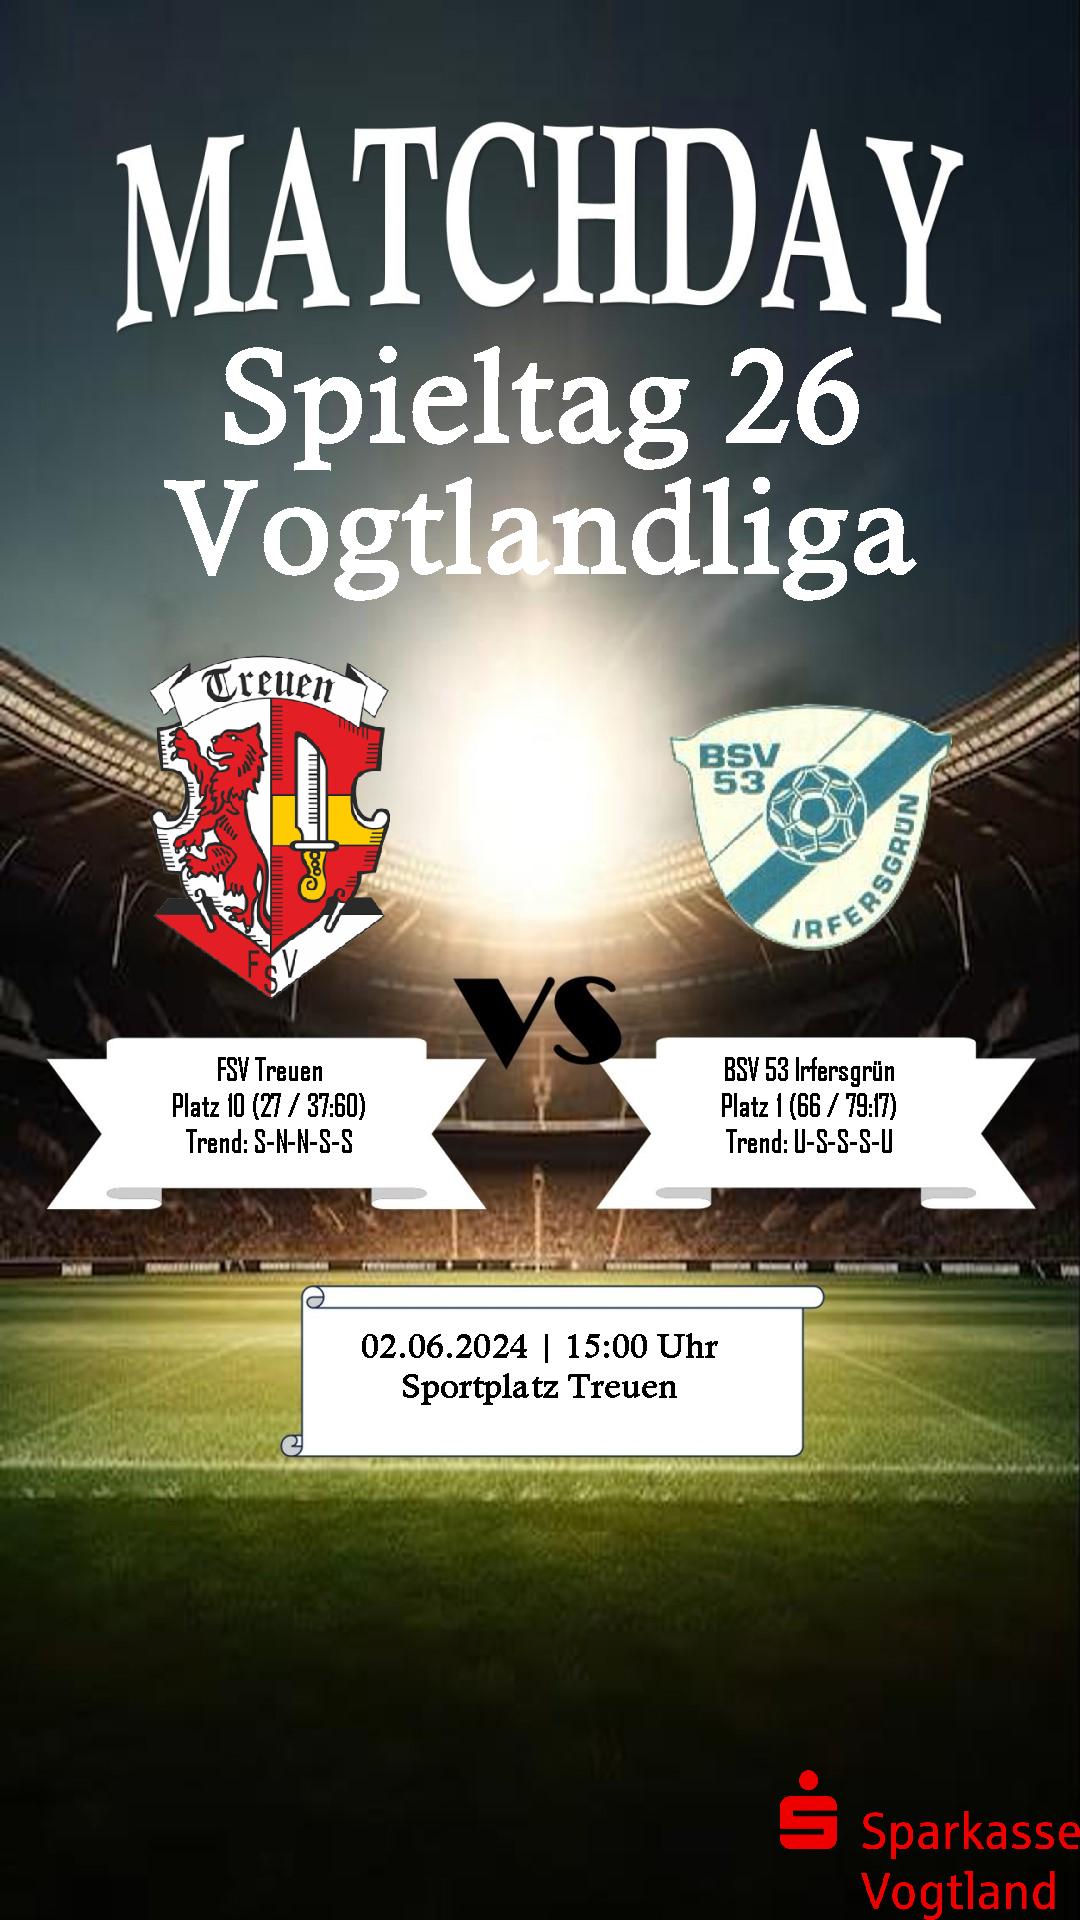 MATCHDAY
Spieltag 26
Vogtlandliga
Treuen
FSV
BSV
53
IRFERSGRÜN
VS
FSV Treuen
Platz 10 (27 / 37:60)
Trend: S-N-N-S-S
BSV 53 Irfersgrün
Platz 1 (66 / 79:17)
Trend: U-S-S-S-U
02.06.2024 | 15:00 Uhr
Sportplatz Treuen
Sparkasse
Vogtland